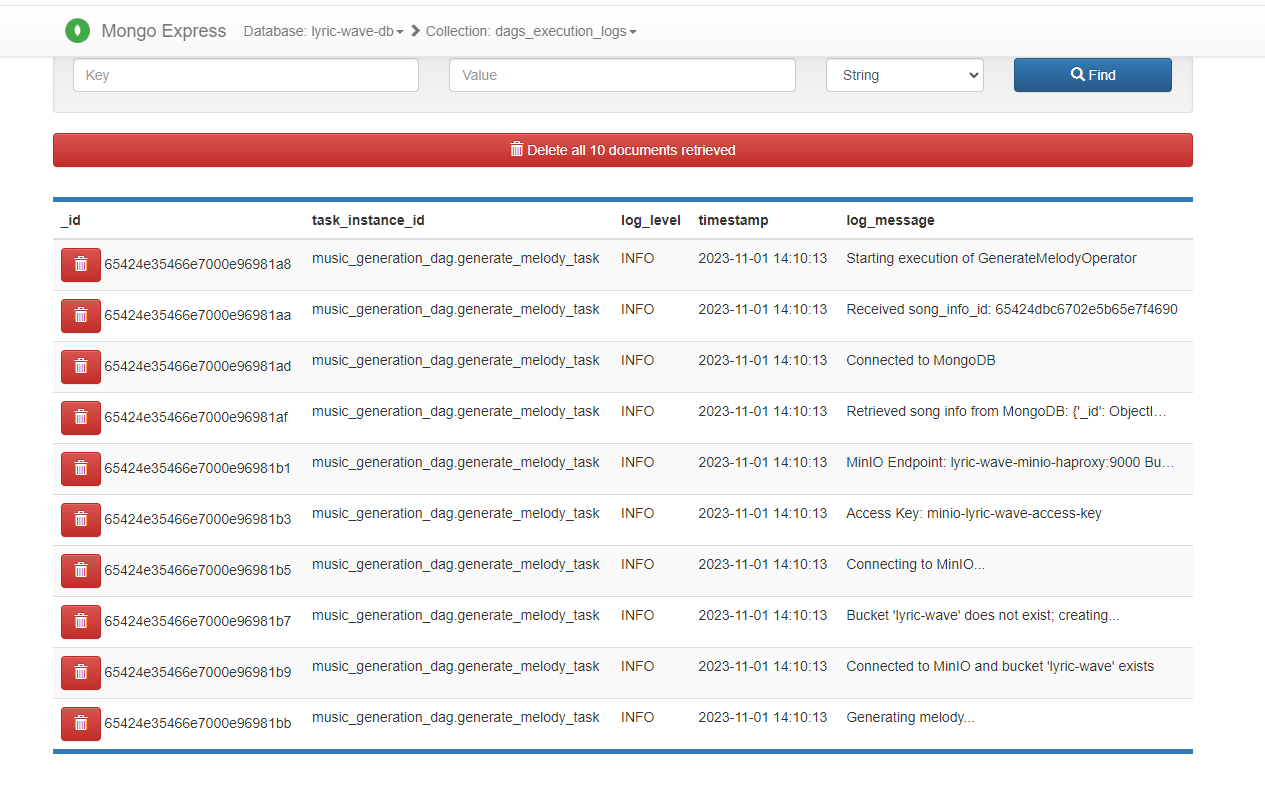 Mongo Express Database: lyric-wave-db Collection: dags_execution_logs
Key Value String Find
Delete all 10 documents retrieved
_id task_instance_id log_level timestamp log_message
65424e35466e7000e96981a8 music_generation_dag.generate_melody_task INFO 2023-11-01 14:10:13 Starting execution of GenerateMelodyOperator
65424e35466e7000e96981aa music_generation_dag.generate_melody_task INFO 2023-11-01 14:10:13 Received song_info_id: 65424dbc6702e5b65e7f4690
65424e35466e7000e96981ad music_generation_dag.generate_melody_task INFO 2023-11-01 14:10:13 Connected to MongoDB
65424e35466e7000e96981af music_generation_dag.generate_melody_task INFO 2023-11-01 14:10:13 Retrieved song info from MongoDB: {'_id': ObjectI…
65424e35466e7000e96981b1 music_generation_dag.generate_melody_task INFO 2023-11-01 14:10:13 MinIO Endpoint: lyric-wave-minio-haproxy:9000 Bu…
65424e35466e7000e96981b3 music_generation_dag.generate_melody_task INFO 2023-11-01 14:10:13 Access Key: minio-lyric-wave-access-key
65424e35466e7000e96981b5 music_generation_dag.generate_melody_task INFO 2023-11-01 14:10:13 Connecting to MinIO...
65424e35466e7000e96981b7 music_generation_dag.generate_melody_task INFO 2023-11-01 14:10:13 Bucket 'lyric-wave' does not exist; creating...
65424e35466e7000e96981b9 music_generation_dag.generate_melody_task INFO 2023-11-01 14:10:13 Connected to MinIO and bucket 'lyric-wave' exists
65424e35466e7000e96981bb music_generation_dag.generate_melody_task INFO 2023-11-01 14:10:13 Generating melody...